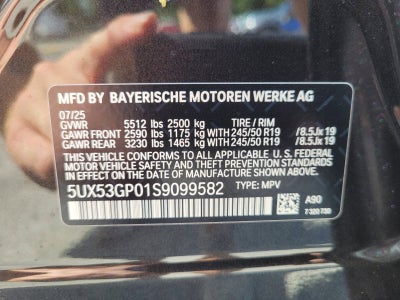 MFD BY BAYERISCHE MOTOREN WERKE AG
07/25
GVWR 5512 lbs 2500 kg TIRE / RIM
GAWR FRONT 2590 lbs 1175 kg WITH 245/50 R19 / 8.5Jx19
GAWR REAR 3230 lbs 1465 kg WITH 245/50 R19 / 8.5Jx19
THIS VEHICLE CONFORMS TO ALL APPLICABLE FEDERAL MOTOR
VEHICLE SAFETY, BUMPER, AND THEFT PREVENTION STANDARDS IN
EFFECT ON THE DATE OF MANUFACTURE SHOWN ABOVE.
5UX53GP01S9099582 TYPE: MPV
A90
7320730